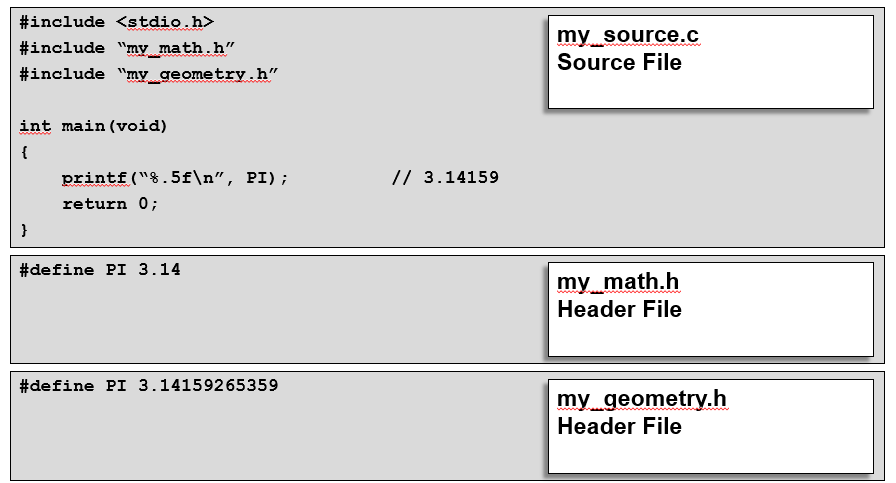 #include <stdio.h>
#include “my_math.h”
#include “my_geometry.h”
int main(void)
{
printf(“%.5f\n”, PI); // 3.14159
return 0;
}
my_source.c
Source File
#define PI 3.14
my_math.h
Header File
#define PI 3.14159265359
my_geometry.h
Header File